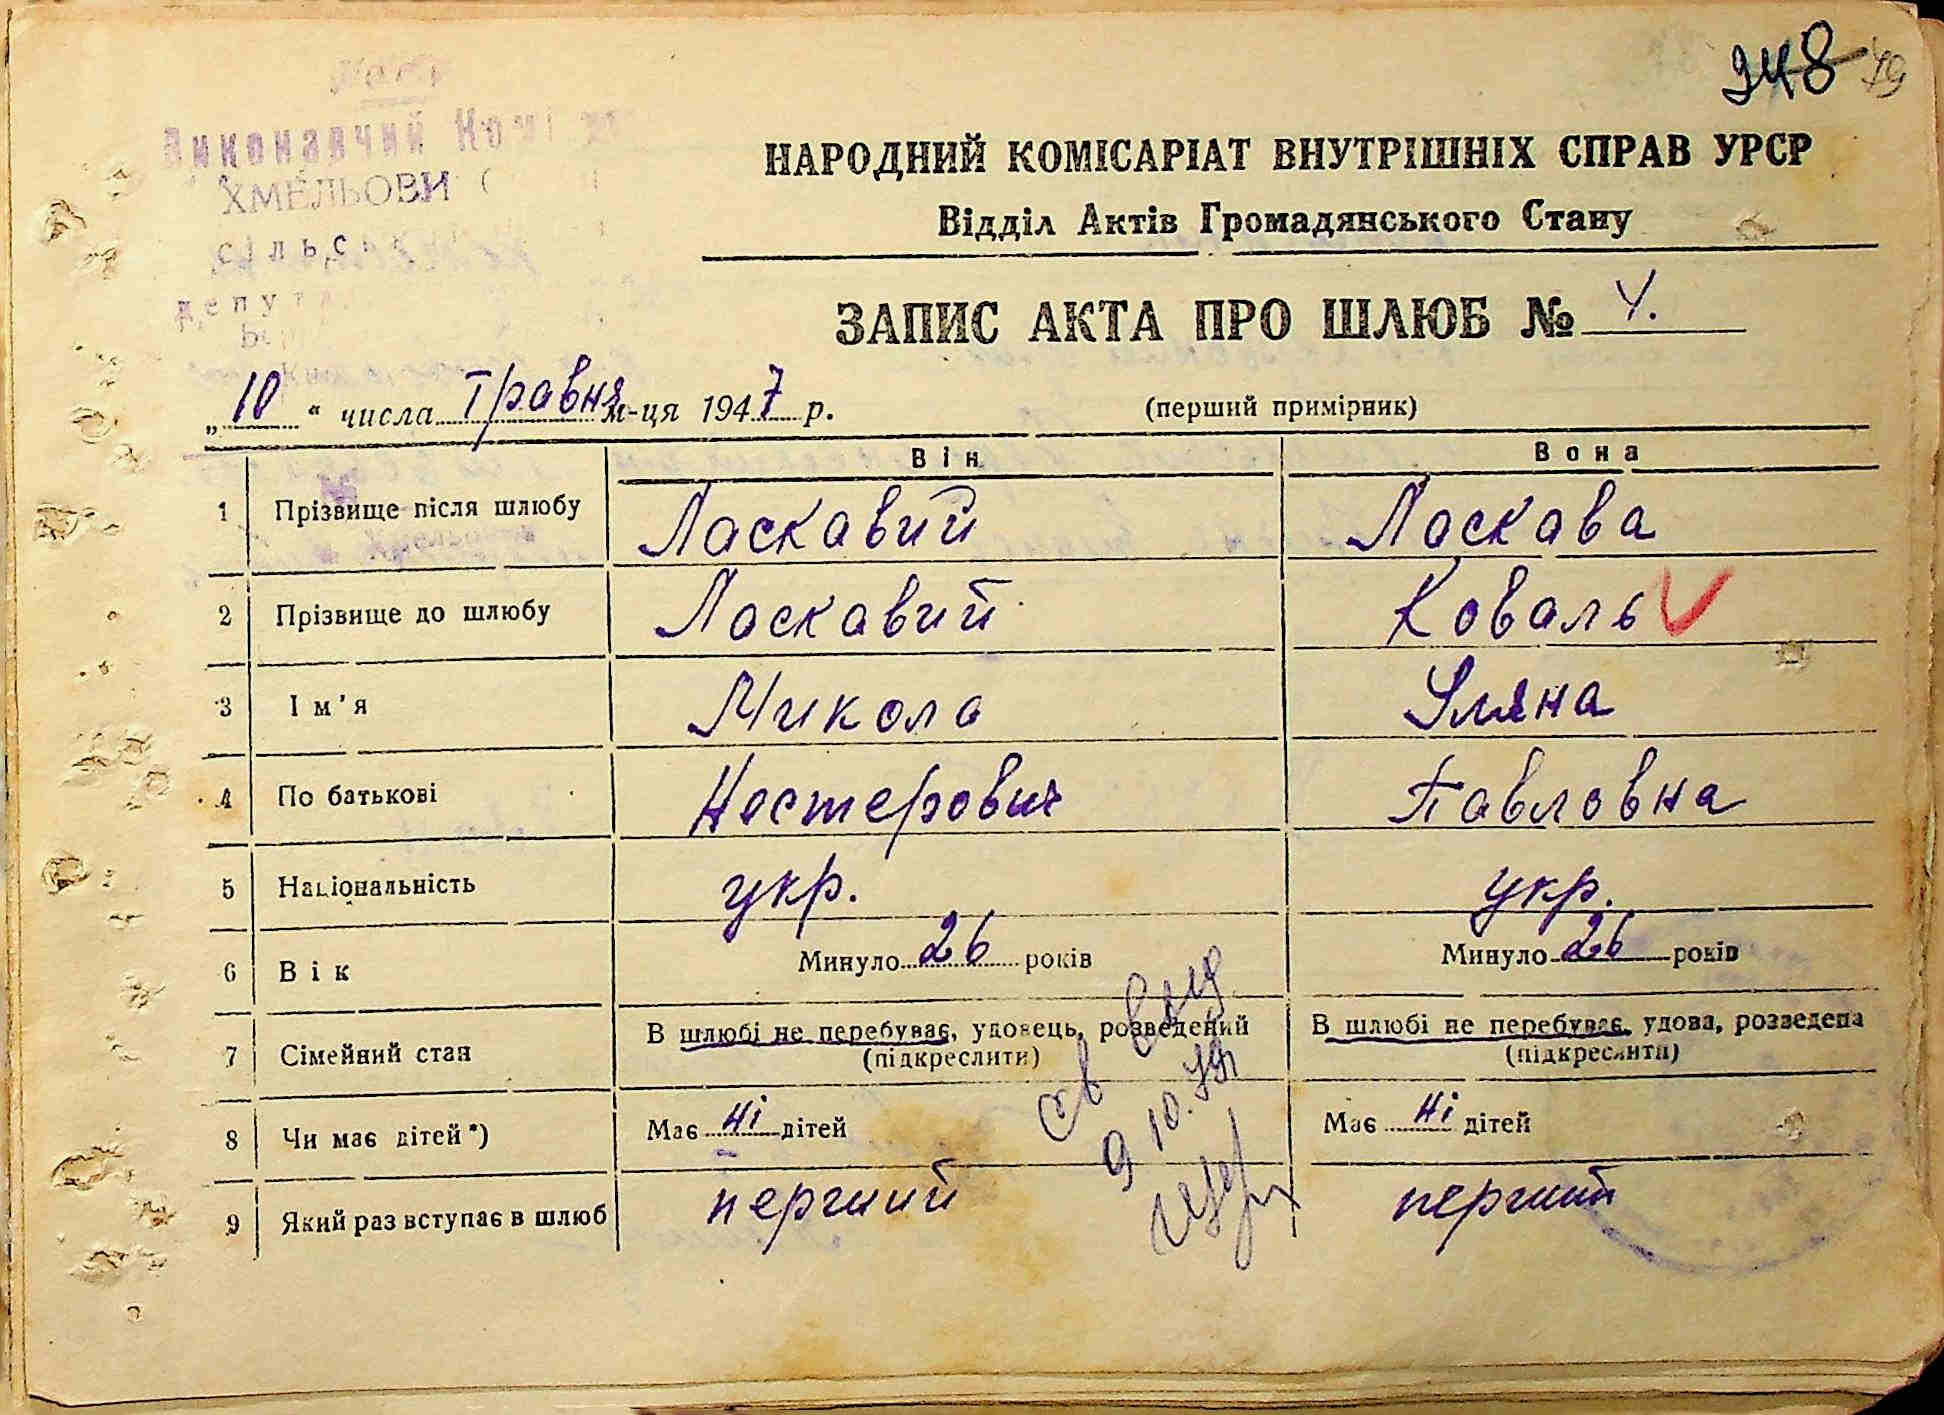 248 79
Виконавчий Комі
ХМЕЛЬОВИ
НАРОДНИЙ КОМІСАРІАТ ВНУТРІШНІХ СПРАВ УРСР
Відділ Актів Громадянського Стану
ЗАПИС АКТА ПРО ШЛЮБ № 4.
„10“ числа травня м-ця 1947 р. (перший примірник)
Він Вона
1 Прізвище після шлюбу Ласкавий Ласкава
2 Прізвище до шлюбу Ласкавий Коваль
3 Ім'я Микола Уляна
4 По батькові Нестерович Павловна
5 Національність укр. укр.
6 Вік Минуло 26 років Минуло 26 років
7 Сімейний стан В шлюбі не перебуває, удовець, розведений В шлюбі не перебуває, удова, розведена
(підкреслити) (підкреслити)
8 Чи має дітей*) Має ні дітей Має ні дітей
9 Який раз вступає в шлюб перший перший